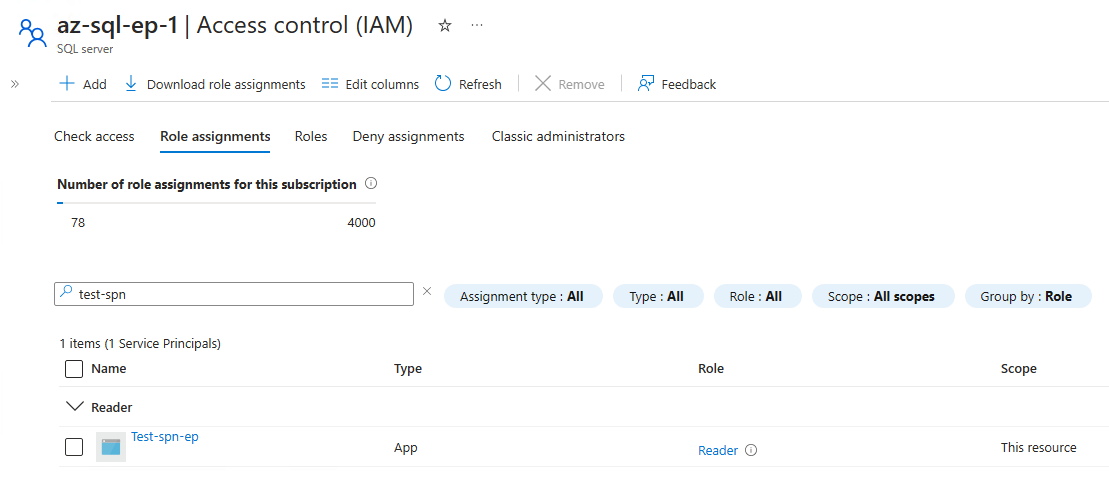 az-sql-ep-1 | Access control (IAM)
SQL server
Add Download role assignments Edit columns Refresh Remove Feedback
Check access Role assignments Roles Deny assignments Classic administrators
Number of role assignments for this subscription
78 4000
test-spn Assignment type : All Type : All Role : All Scope : All scopes Group by : Role
1 items (1 Service Principals)
Name Type Role Scope
Reader
Test-spn-ep App Reader This resource